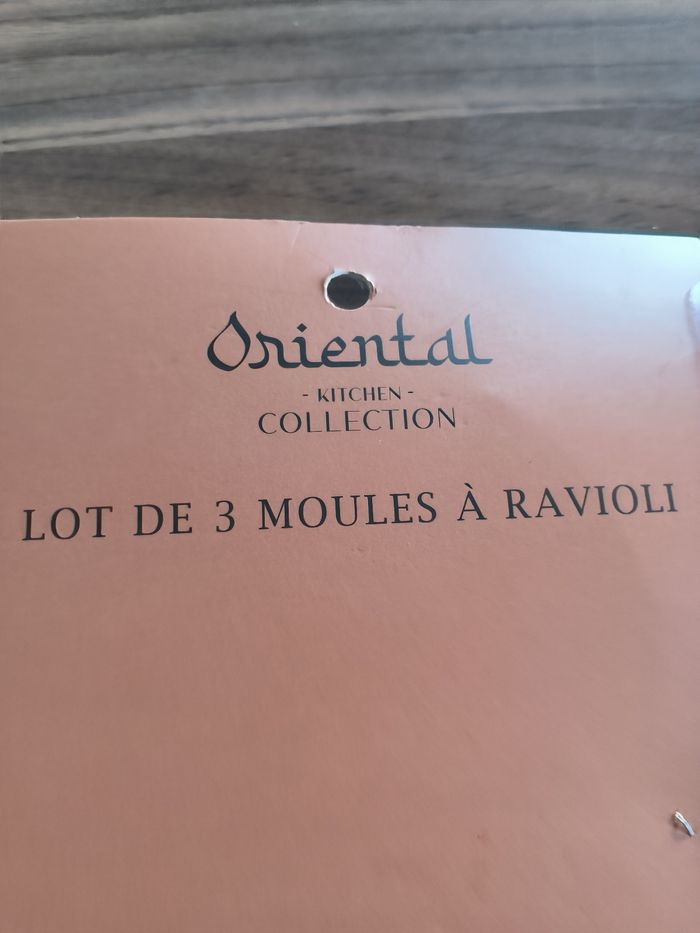 Oriental
- KITCHEN -
COLLECTION
LOT DE 3 MOULES À RAVIOLI